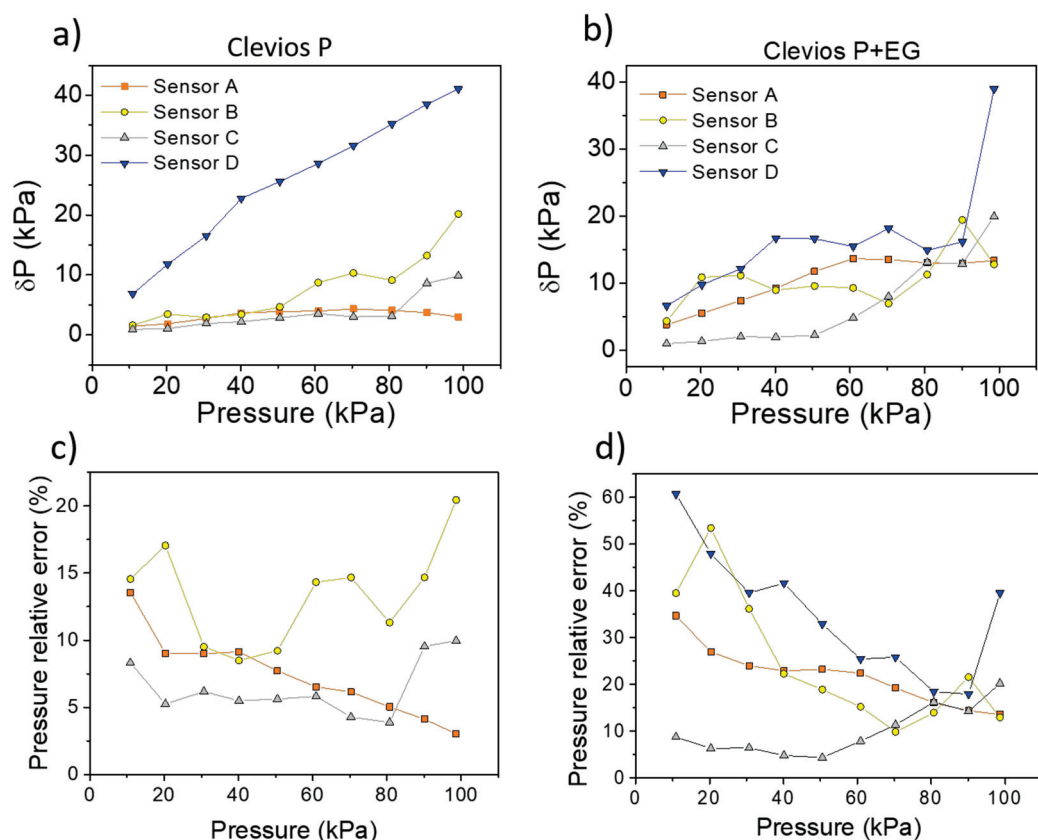 a)
Clevios P
Sensor A
Sensor B
Sensor C
Sensor D
40
30
20
10
0
δP (kPa)
0 20 40 60 80 100
Pressure (kPa)
b)
Clevios P+EG
Sensor A
Sensor B
Sensor C
Sensor D
40
30
20
10
0
δP (kPa)
0 20 40 60 80 100
Pressure (kPa)
c)
20
15
10
5
0
Pressure relative error (%)
0 20 40 60 80 100
Pressure (kPa)
d)
60
50
40
30
20
10
0
Pressure relative error (%)
0 20 40 60 80 100
Pressure (kPa)